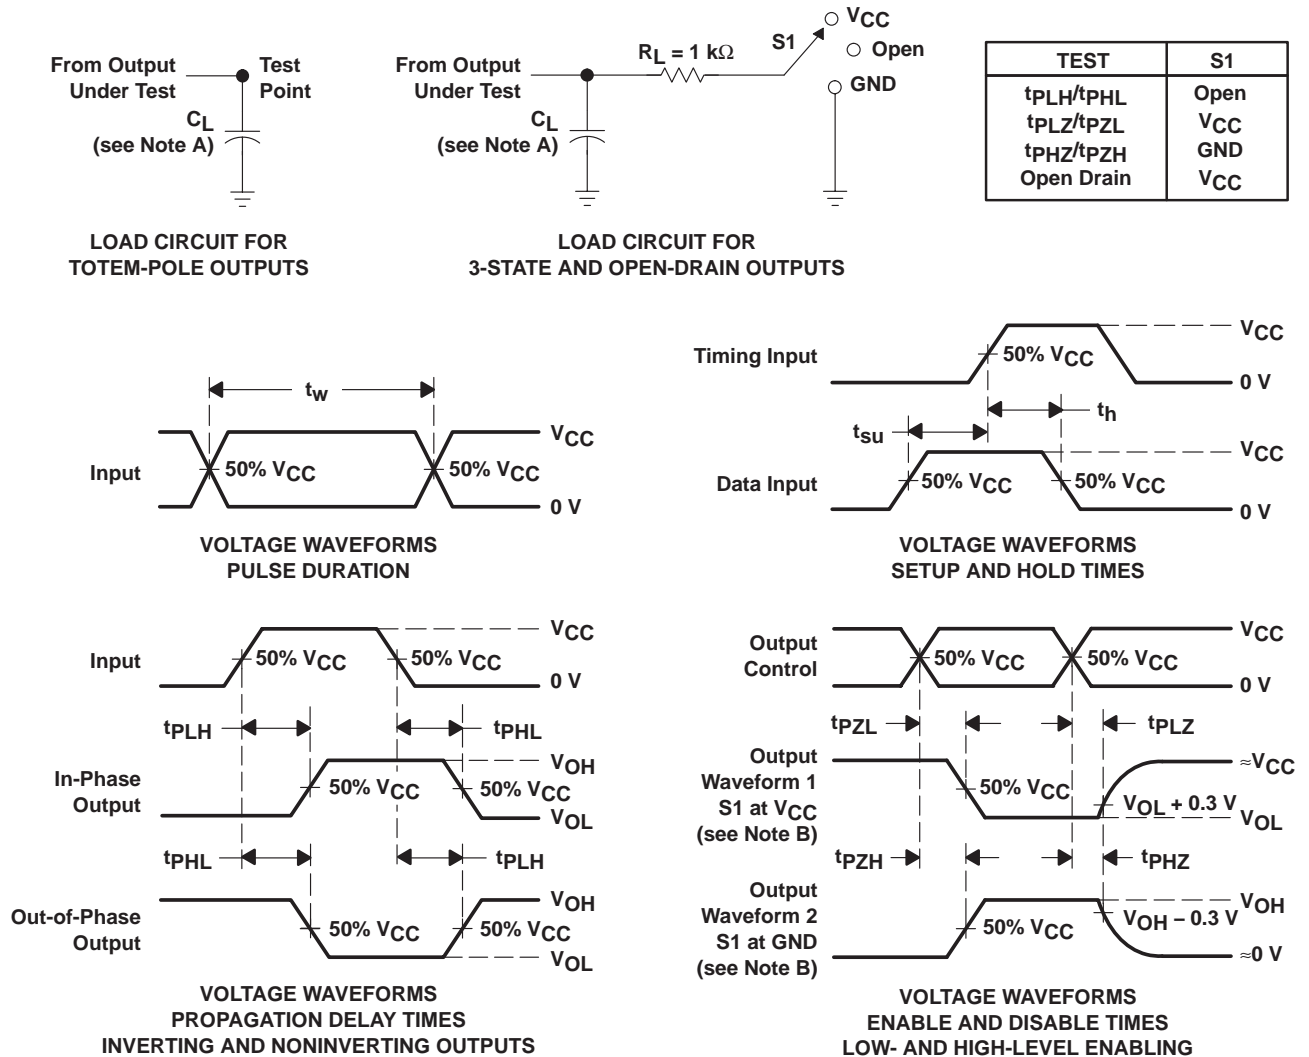 From Output
Under Test
Test
Point
CL
(see Note A)
LOAD CIRCUIT FOR
TOTEM-POLE OUTPUTS
From Output
Under Test
CL
(see Note A)
RL = 1 kΩ
S1
VCC
Open
GND
LOAD CIRCUIT FOR
3-STATE AND OPEN-DRAIN OUTPUTS
TEST S1
tPLH/tPHL Open
tPLZ/tPZL VCC
tPHZ/tPZH GND
Open Drain VCC
tw
Input
50% VCC
50% VCC
VCC
0 V
VOLTAGE WAVEFORMS
PULSE DURATION
Timing Input
50% VCC
VCC
0 V
tsu
th
Data Input
50% VCC
50% VCC
VCC
0 V
VOLTAGE WAVEFORMS
SETUP AND HOLD TIMES
Input
50% VCC
50% VCC
VCC
0 V
tPLH
tPHL
In-Phase
Output
50% VCC
50% VCC
VOH
VOL
tPHL
tPLH
Out-of-Phase
Output
50% VCC
50% VCC
VOH
VOL
VOLTAGE WAVEFORMS
PROPAGATION DELAY TIMES
INVERTING AND NONINVERTING OUTPUTS
Output
Control
50% VCC
50% VCC
VCC
0 V
tPZL
tPLZ
Output
Waveform 1
S1 at VCC
(see Note B)
50% VCC
VOL + 0.3 V
≈VCC
VOL
tPZH
tPHZ
Output
Waveform 2
S1 at GND
(see Note B)
50% VCC
VOH − 0.3 V
VOH
≈0 V
VOLTAGE WAVEFORMS
ENABLE AND DISABLE TIMES
LOW- AND HIGH-LEVEL ENABLING